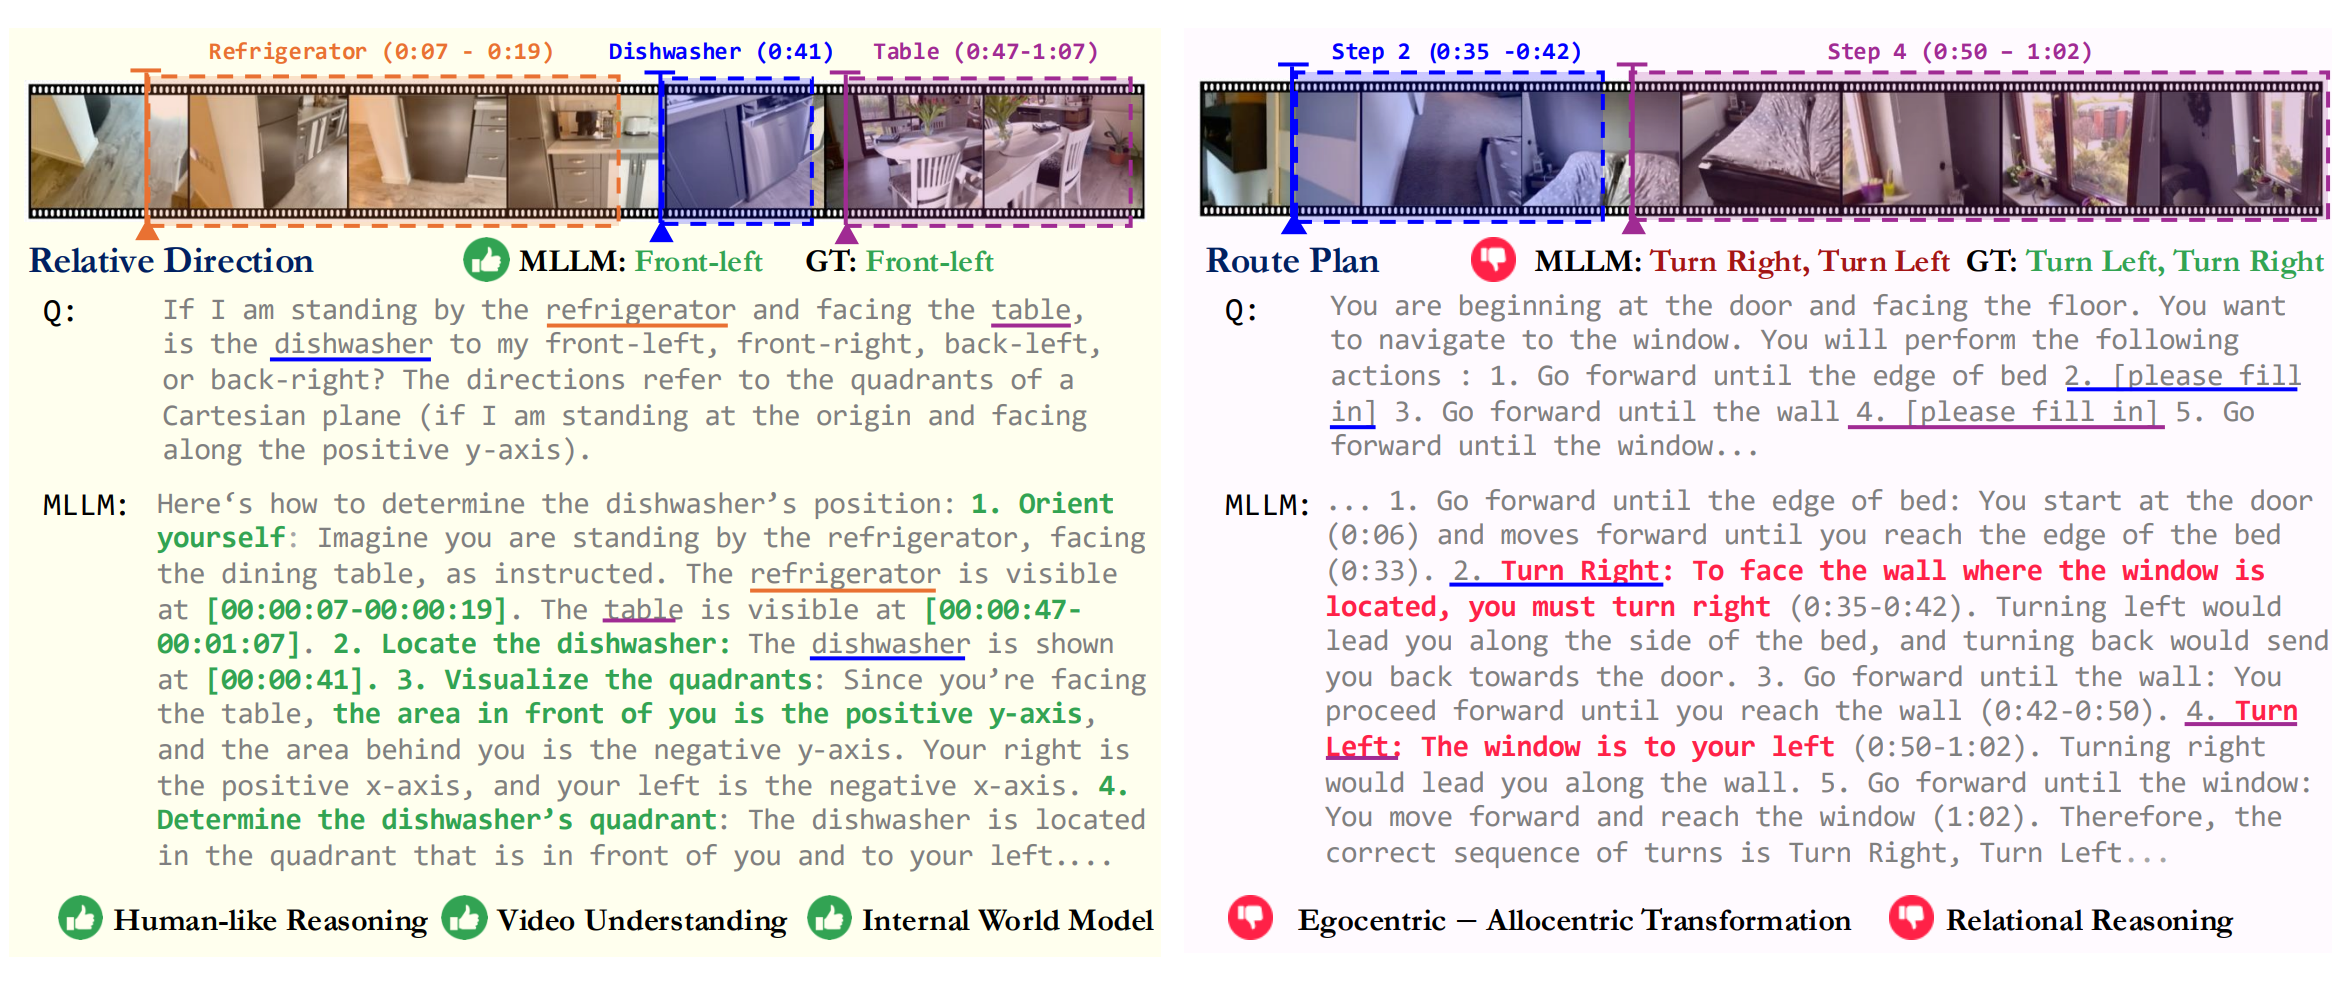 Refrigerator (0:07 - 0:19)
Dishwasher (0:41)
Table (0:47-1:07)
Relative Direction
MLLM: Front-left
GT: Front-left
Q:
If I am standing by the refrigerator and facing the table,
is the dishwasher to my front-left, front-right, back-left,
or back-right? The directions refer to the quadrants of a
Cartesian plane (if I am standing at the origin and facing
along the positive y-axis).
MLLM:
Here‘s how to determine the dishwasher’s position: 1. Orient
yourself: Imagine you are standing by the refrigerator, facing
the dining table, as instructed. The refrigerator is visible
at [00:00:07-00:00:19]. The table is visible at [00:00:47-
00:01:07]. 2. Locate the dishwasher: The dishwasher is shown
at [00:00:41]. 3. Visualize the quadrants: Since you’re facing
the table, the area in front of you is the positive y-axis,
and the area behind you is the negative y-axis. Your right is
the positive x-axis, and your left is the negative x-axis. 4.
Determine the dishwasher’s quadrant: The dishwasher is located
in the quadrant that is in front of you and to your left....
Human-like Reasoning
Video Understanding
Internal World Model
Step 2 (0:35 -0:42)
Step 4 (0:50 – 1:02)
Route Plan
MLLM: Turn Right, Turn Left
GT: Turn Left, Turn Right
Q:
You are beginning at the door and facing the floor. You want
to navigate to the window. You will perform the following
actions : 1. Go forward until the edge of bed 2. [please fill
in] 3. Go forward until the wall 4. [please fill in] 5. Go
forward until the window...
MLLM:
... 1. Go forward until the edge of bed: You start at the door
(0:06) and moves forward until you reach the edge of the bed
(0:33). 2. Turn Right: To face the wall where the window is
located, you must turn right (0:35-0:42). Turning left would
lead you along the side of the bed, and turning back would send
you back towards the door. 3. Go forward until the wall: You
proceed forward until you reach the wall (0:42-0:50). 4. Turn
Left: The window is to your left (0:50-1:02). Turning right
would lead you along the wall. 5. Go forward until the window:
You move forward and reach the window (1:02). Therefore, the
correct sequence of turns is Turn Right, Turn Left...
Egocentric – Allocentric Transformation
Relational Reasoning